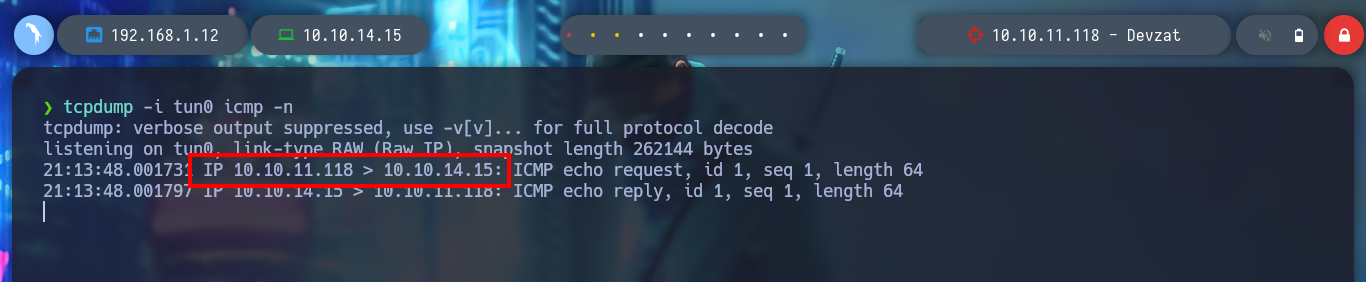 192.168.1.12 10.10.14.15 10.10.11.118 - Devzat
❯ tcpdump -i tun0 icmp -n
tcpdump: verbose output suppressed, use -v[v]... for full protocol decode
listening on tun0, link-type RAW (Raw IP), snapshot length 262144 bytes
21:13:48.001731 IP 10.10.11.118 > 10.10.14.15: ICMP echo request, id 1, seq 1, length 64
21:13:48.001797 IP 10.10.14.15 > 10.10.11.118: ICMP echo reply, id 1, seq 1, length 64